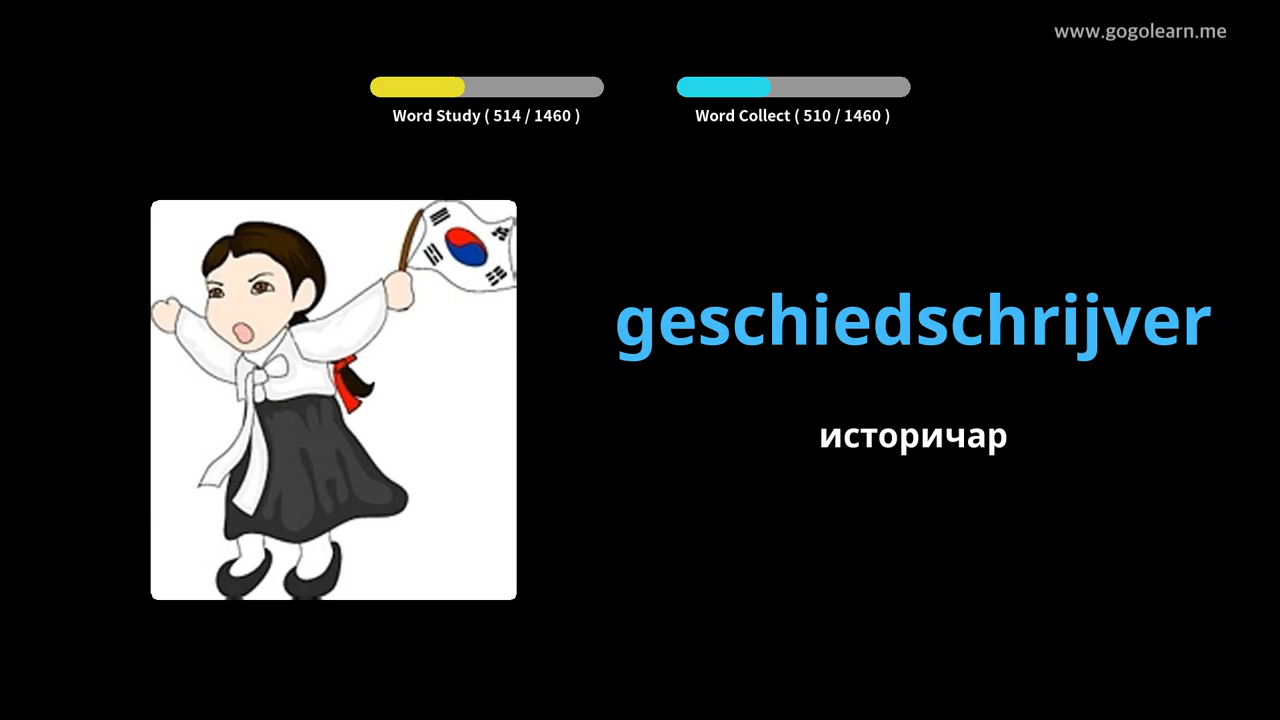 www.gogolearn.me
Word Study ( 514 / 1460 )
Word Collect ( 510 / 1460 )
geschiedschrijver
историчар